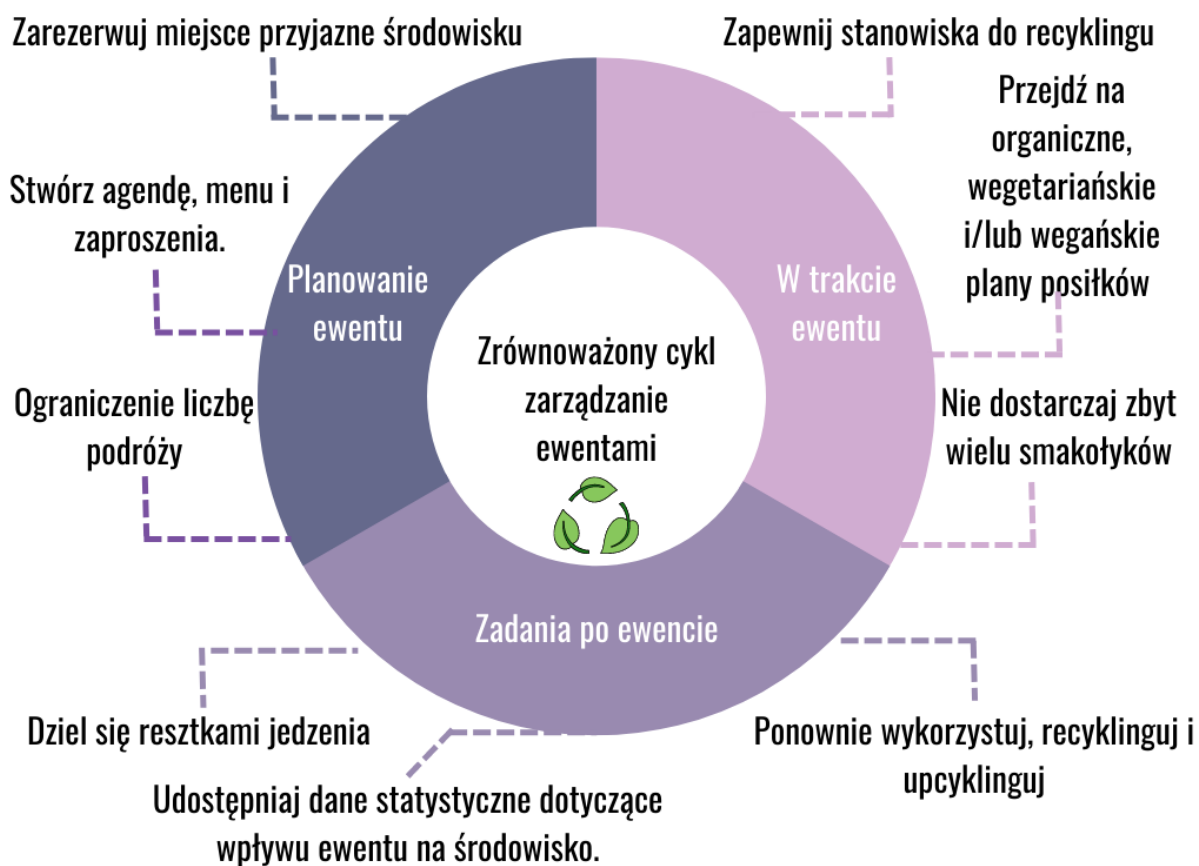 Zarezerwuj miejsce przyjazne środowisku
Zapewnij stanowiska do recyklingu
Stwórz agendę, menu i
zaproszenia.
Przejdź na
organiczne,
wegetariańskie
i/lub wegańskie
plany posiłków
Planowanie
ewentu
W trakcie
ewentu
Zrównoważony cykl
zarządzanie
ewentami
Ograniczenie liczbę
podróży
Nie dostarczaj zbyt
wielu smakołyków
Zadania po ewencie
Dziel się resztkami jedzenia
Ponownie wykorzystuj, recyklinguj i
upcyklinguj
Udostępniaj dane statystyczne dotyczące
wpływu ewentu na środowisko.